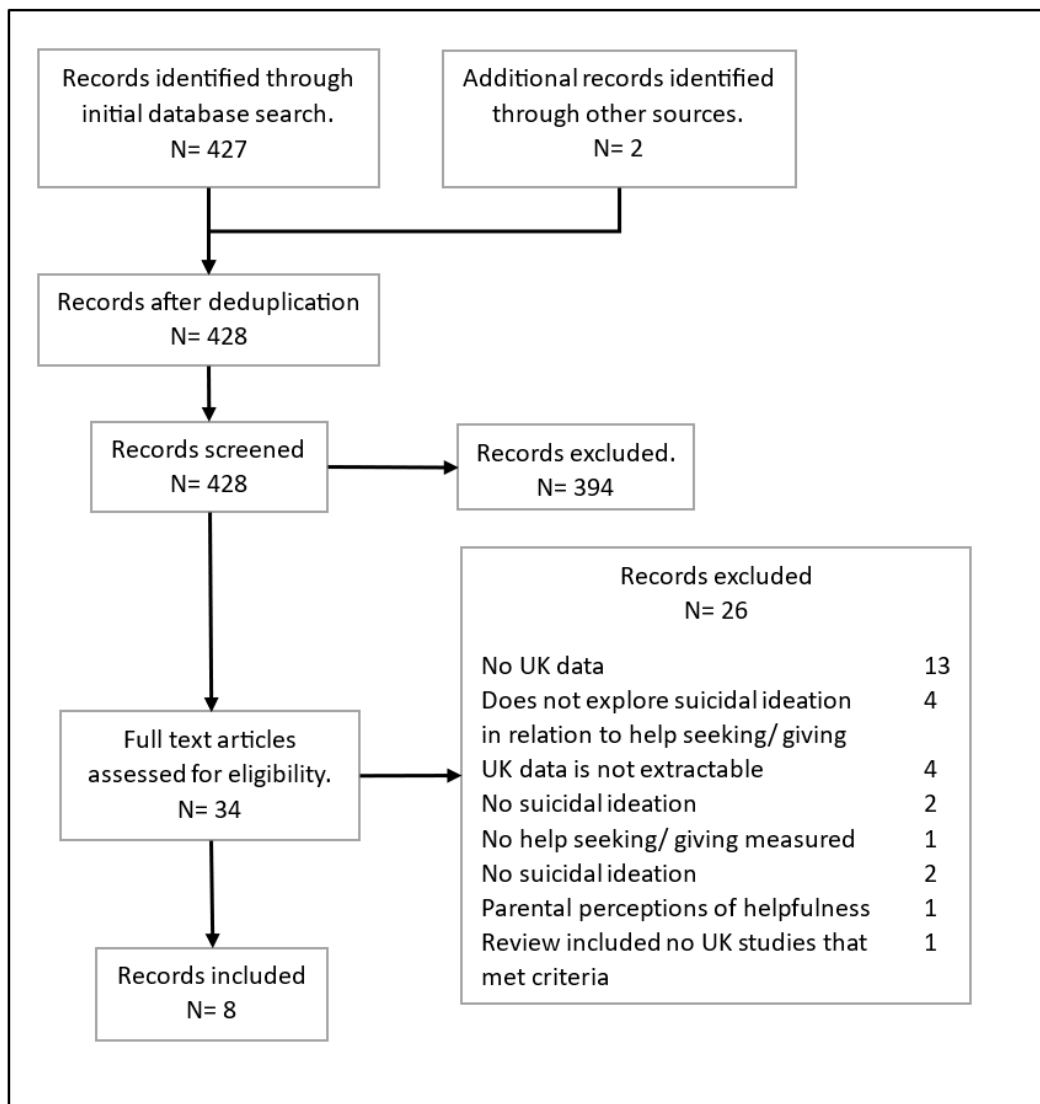 Records identified through
initial database search.
N= 427
Additional records identified
through other sources.
N= 2
Records after deduplication
N= 428
Records screened
N= 428
Records excluded.
N= 394
Full text articles
assessed for eligibility.
N= 34
Records excluded
N= 26
No UK data 13
Does not explore suicidal ideation 4
in relation to help seeking/ giving
UK data is not extractable 4
No suicidal ideation 2
No help seeking/ giving measured 1
No suicidal ideation 2
Parental perceptions of helpfulness 1
Review included no UK studies that 1
met criteria
Records included
N= 8